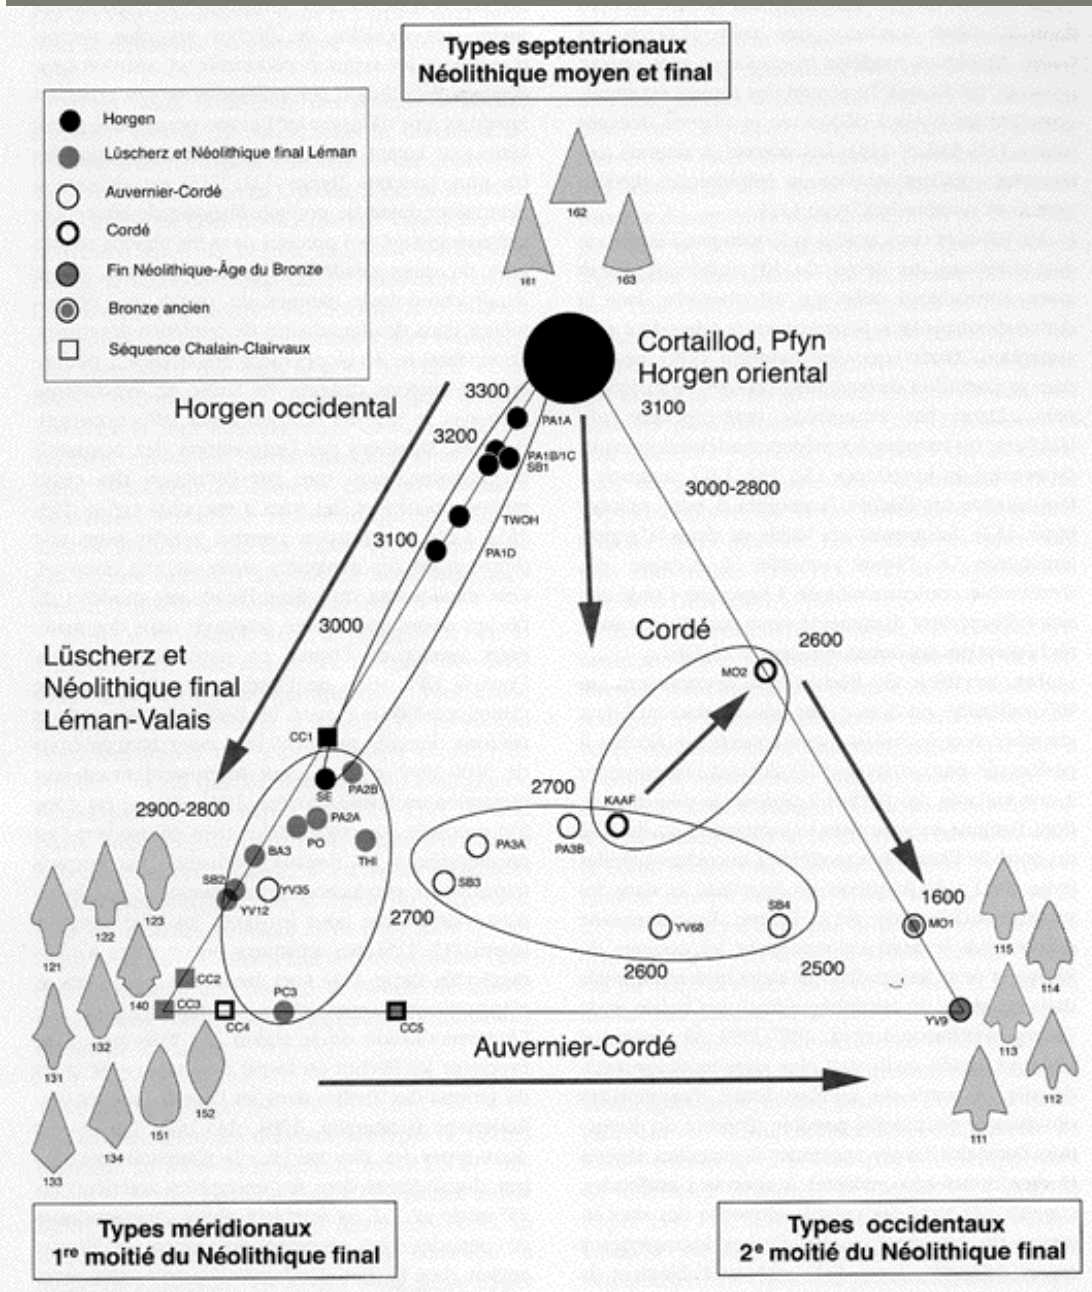 Types septentrionaux
Néolithique moyen et final
Horgen
Lüscherz et Néolithique final Léman
Auvernier-Cordé
Cordé
Fin Néolithique-Âge du Bronze
Bronze ancien
Séquence Chalain-Clairvaux
162
161
163
Cortaillod, Pfyn
Horgen oriental
3100
Horgen occidental
3300
PA1A
3200
PA1B/1C
SB1
3000-2800
TWOH
3100
PA1D
3000
Cordé
2600
MO2
Lüscherz et
Néolithique final
Léman-Valais
CC1
SE
PA2B
2900-2800
2700
KAAF
PA2A
PO
THI
BA3
PA3A
PA3B
SB2
YV35
YV12
SB3
2700
SB4
YV68
1600
MO1
2600
2500
123
122
121
115
114
140
CC2
CC3
CC4
PC3
CC5
YV9
132
131
113
112
Auvernier-Cordé
152
151
134
133
111
Types méridionaux
1re moitié du Néolithique final
Types occidentaux
2e moitié du Néolithique final